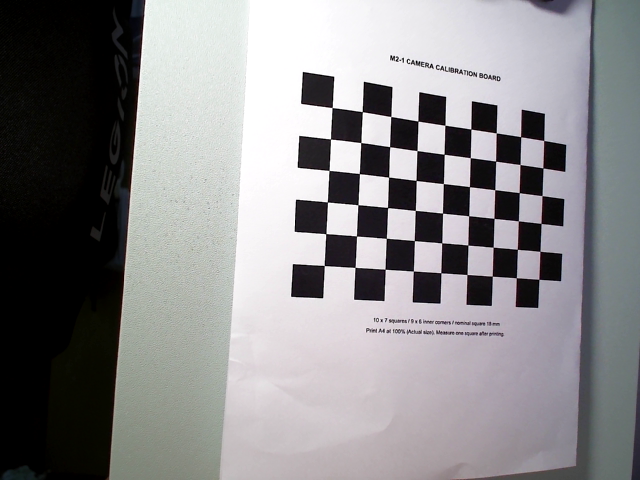 LEGION
M2-1 CAMERA CALIBRATION BOARD
10 x 7 squares / 9 x 6 inner corners / nominal square 18 mm
Print A4 at 100% (Actual size). Measure one square after printing.